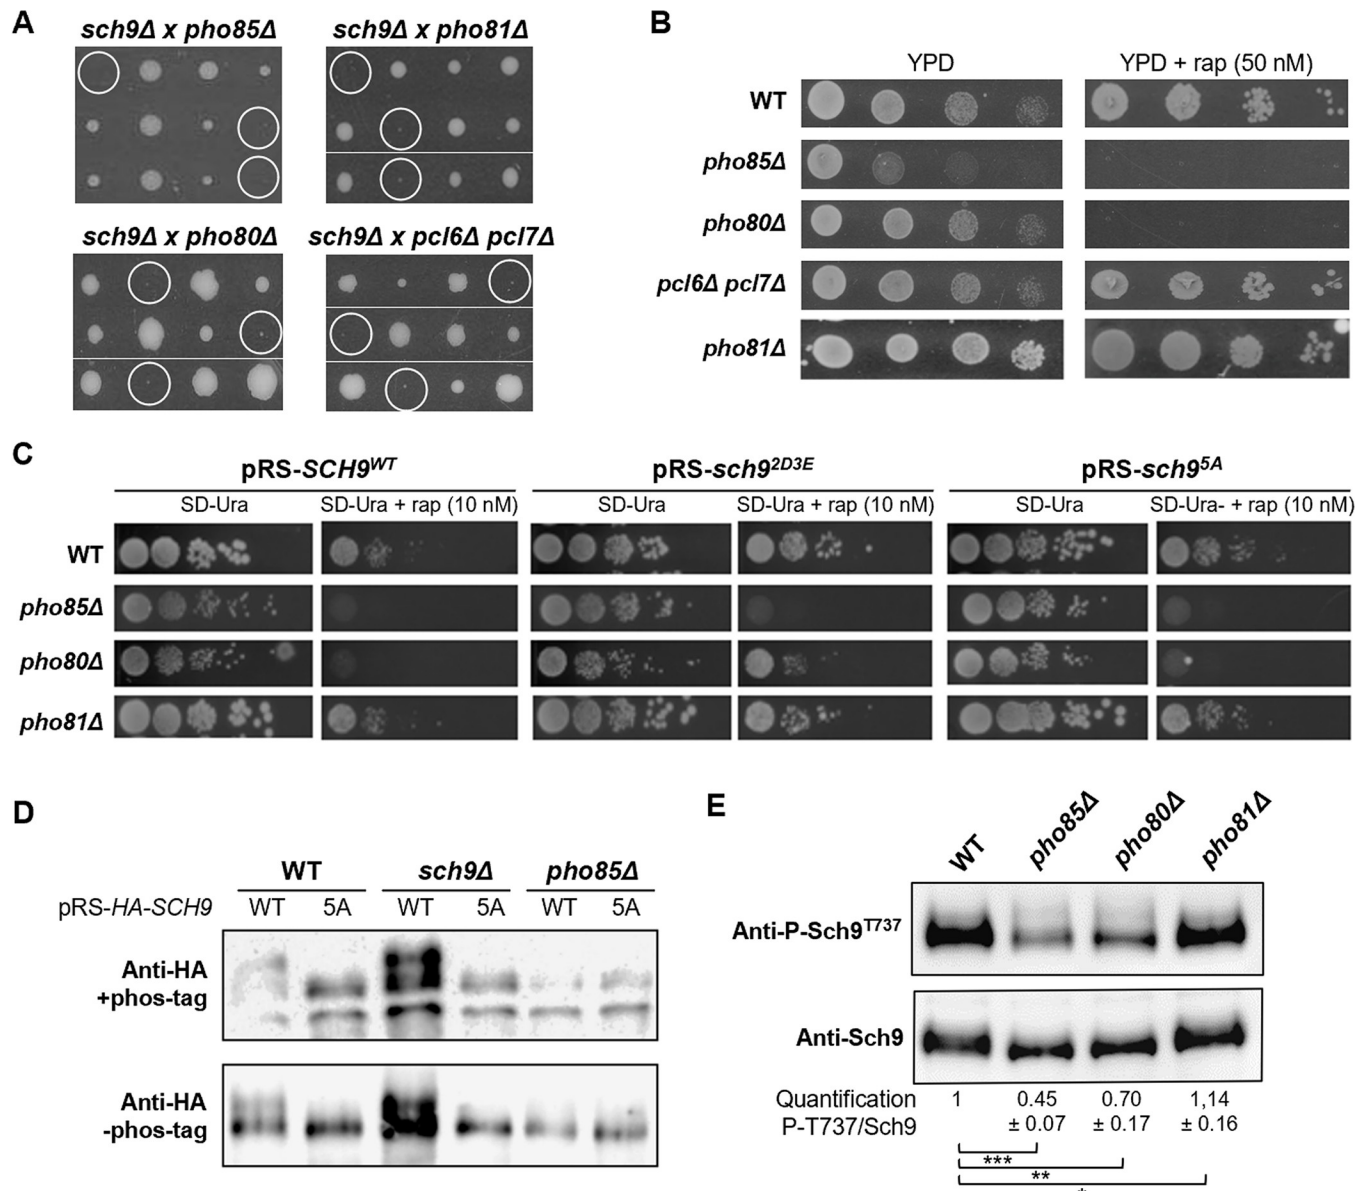 A
sch9Δ x pho85Δ
sch9Δ x pho81Δ
sch9Δ x pho80Δ
sch9Δ x pcl6Δ pcl7Δ
B
YPD
YPD + rap (50 nM)
WT
pho85Δ
pho80Δ
pcl6Δ pcl7Δ
pho81Δ
C
pRS-SCH9WT
pRS-sch92D3E
pRS-sch95A
SD-Ura
SD-Ura + rap (10 nM)
SD-Ura
SD-Ura + rap (10 nM)
SD-Ura
SD-Ura- + rap (10 nM)
WT
pho85Δ
pho80Δ
pho81Δ
D
WT
sch9Δ
pho85Δ
pRS-HA-SCH9
WT
5A
WT
5A
WT
5A
Anti-HA
+phos-tag
Anti-HA
-phos-tag
E
WT
pho85Δ
pho80Δ
pho81Δ
Anti-P-Sch9T737
Anti-Sch9
Quantification
P-T737/Sch9
1
0.45
± 0.07
0.70
± 0.17
1,14
± 0.16
***
**
*